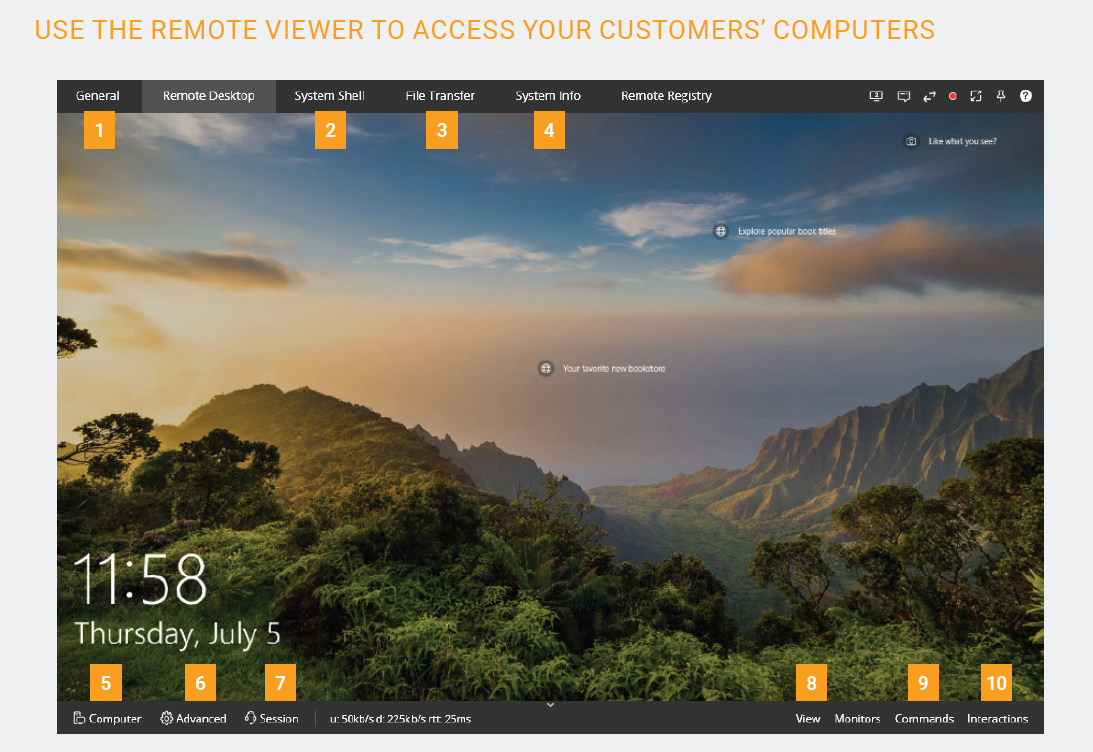 USE THE REMOTE VIEWER TO ACCESS YOUR CUSTOMERS’ COMPUTERS
General Remote Desktop System Shell File Transfer System Info Remote Registry ?
1 2 3 4
Like what you see?
Explore popular book titles
Your favorite new bookstore
11:58
Thursday, July 5
5 6 7 8 9 10
Computer Advanced Session u: 50kb/s d: 225kb/s rtt: 25ms View Monitors Commands Interactions